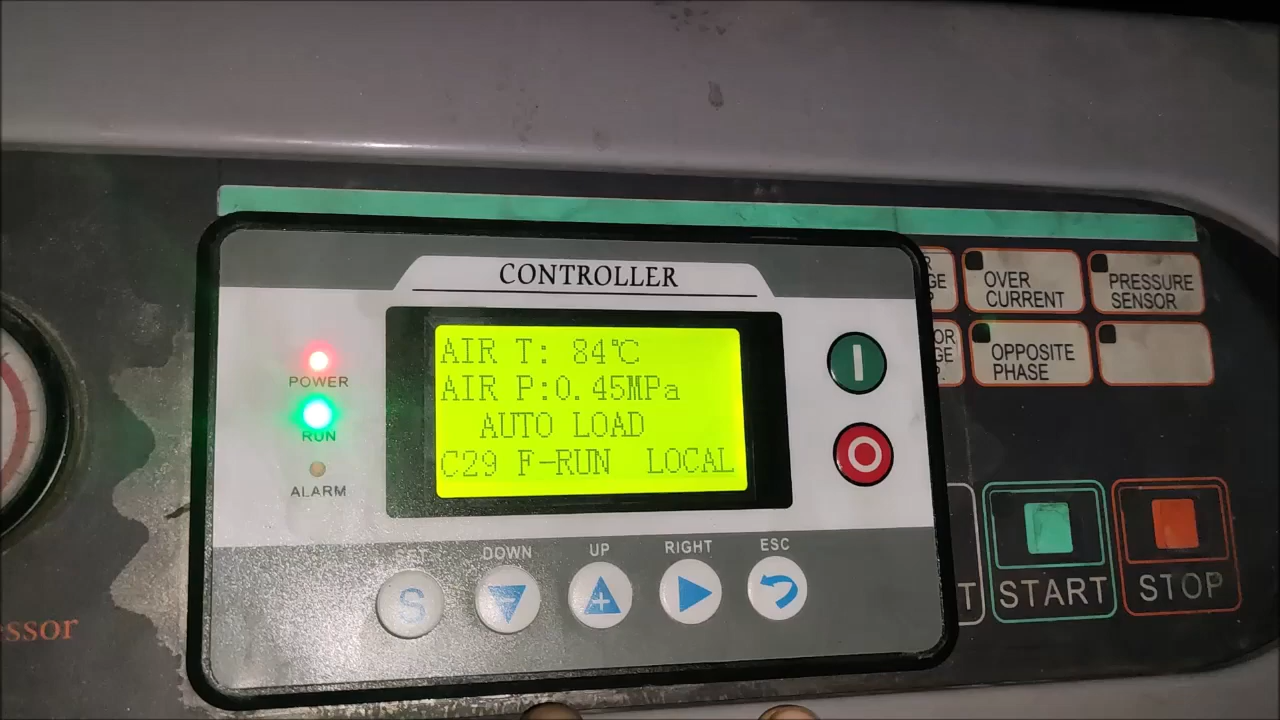 CONTROLLER
AIR T: 84℃
AIR P:0.45MPa
AUTO LOAD
C29 F-RUN LOCAL
POWER
RUN
ALARM
SET
DOWN
UP
RIGHT
ESC
S
OVER
CURRENT
PRESSURE
SENSOR
OPPOSITE
PHASE
START
STOP